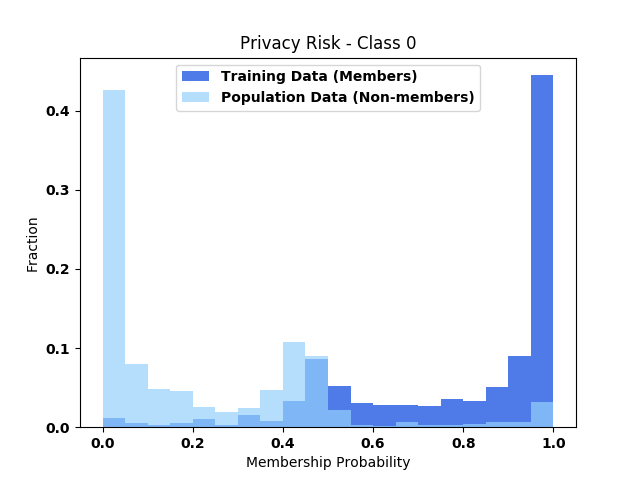 Privacy Risk - Class 0
Training Data (Members)
Population Data (Non-members)
0.4
0.3
0.2
0.1
0.0
Fraction
0.0 0.2 0.4 0.6 0.8 1.0
Membership Probability